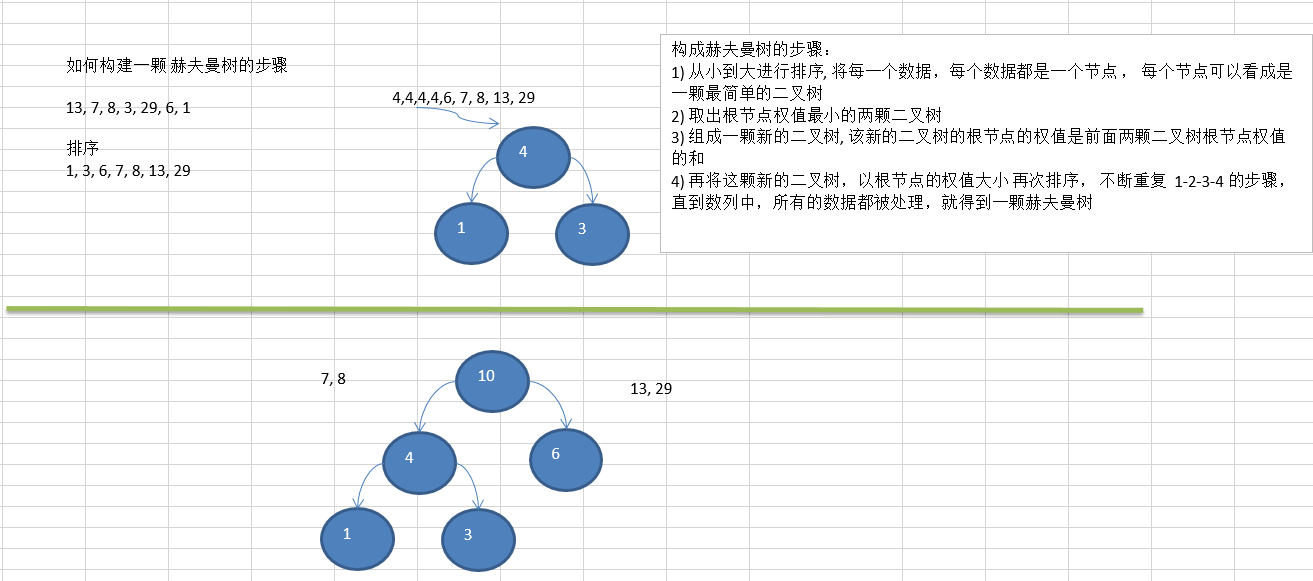 如何构建一颗 赫夫曼树的步骤
13, 7, 8, 3, 29, 6, 1
排序
1, 3, 6, 7, 8, 13, 29
4,4,4,4,6, 7, 8, 13, 29
4
1
3
构成赫夫曼树的步骤：
1) 从小到大进行排序, 将每一个数据，每个数据都是一个节点 ， 每个节点可以看成是
一颗最简单的二叉树
2) 取出根节点权值最小的两颗二叉树
3) 组成一颗新的二叉树, 该新的二叉树的根节点的权值是前面两颗二叉树根节点权值
的和
4) 再将这颗新的二叉树，以根节点的权值大小 再次排序， 不断重复 1-2-3-4 的步骤，
直到数列中，所有的数据都被处理，就得到一颗赫夫曼树
7, 8
10
13, 29
4
6
1
3